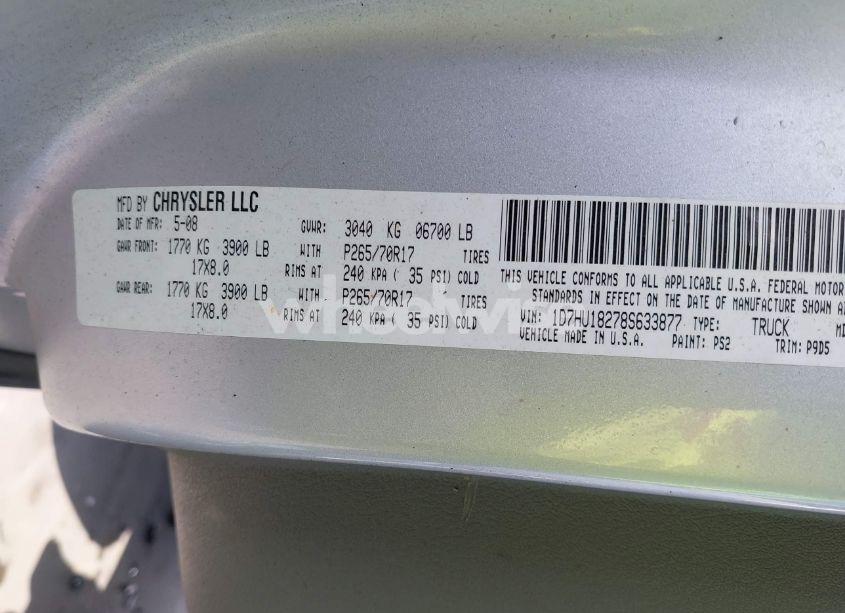 MFD BY CHRYSLER LLC
DATE OF MFR: 5-08 GVWR: 3040 KG 06700 LB
GAWR FRONT: 1770 KG 3900 LB WITH P265/70R17 TIRES
17X8.0 RIMS AT 240 KPA ( 35 PSI) COLD
GAWR REAR: 1770 KG 3900 LB WITH P265/70R17 TIRES
17X8.0 RIMS AT 240 KPA ( 35 PSI) COLD
THIS VEHICLE CONFORMS TO ALL APPLICABLE U.S.A. FEDERAL MOTOR
STANDARDS IN EFFECT ON THE DATE OF MANUFACTURE SHOWN
VIN: 1D7HU18278S633877 TYPE: TRUCK
VEHICLE MADE IN U.S.A. PAINT: PS2 TRIM: P9D5